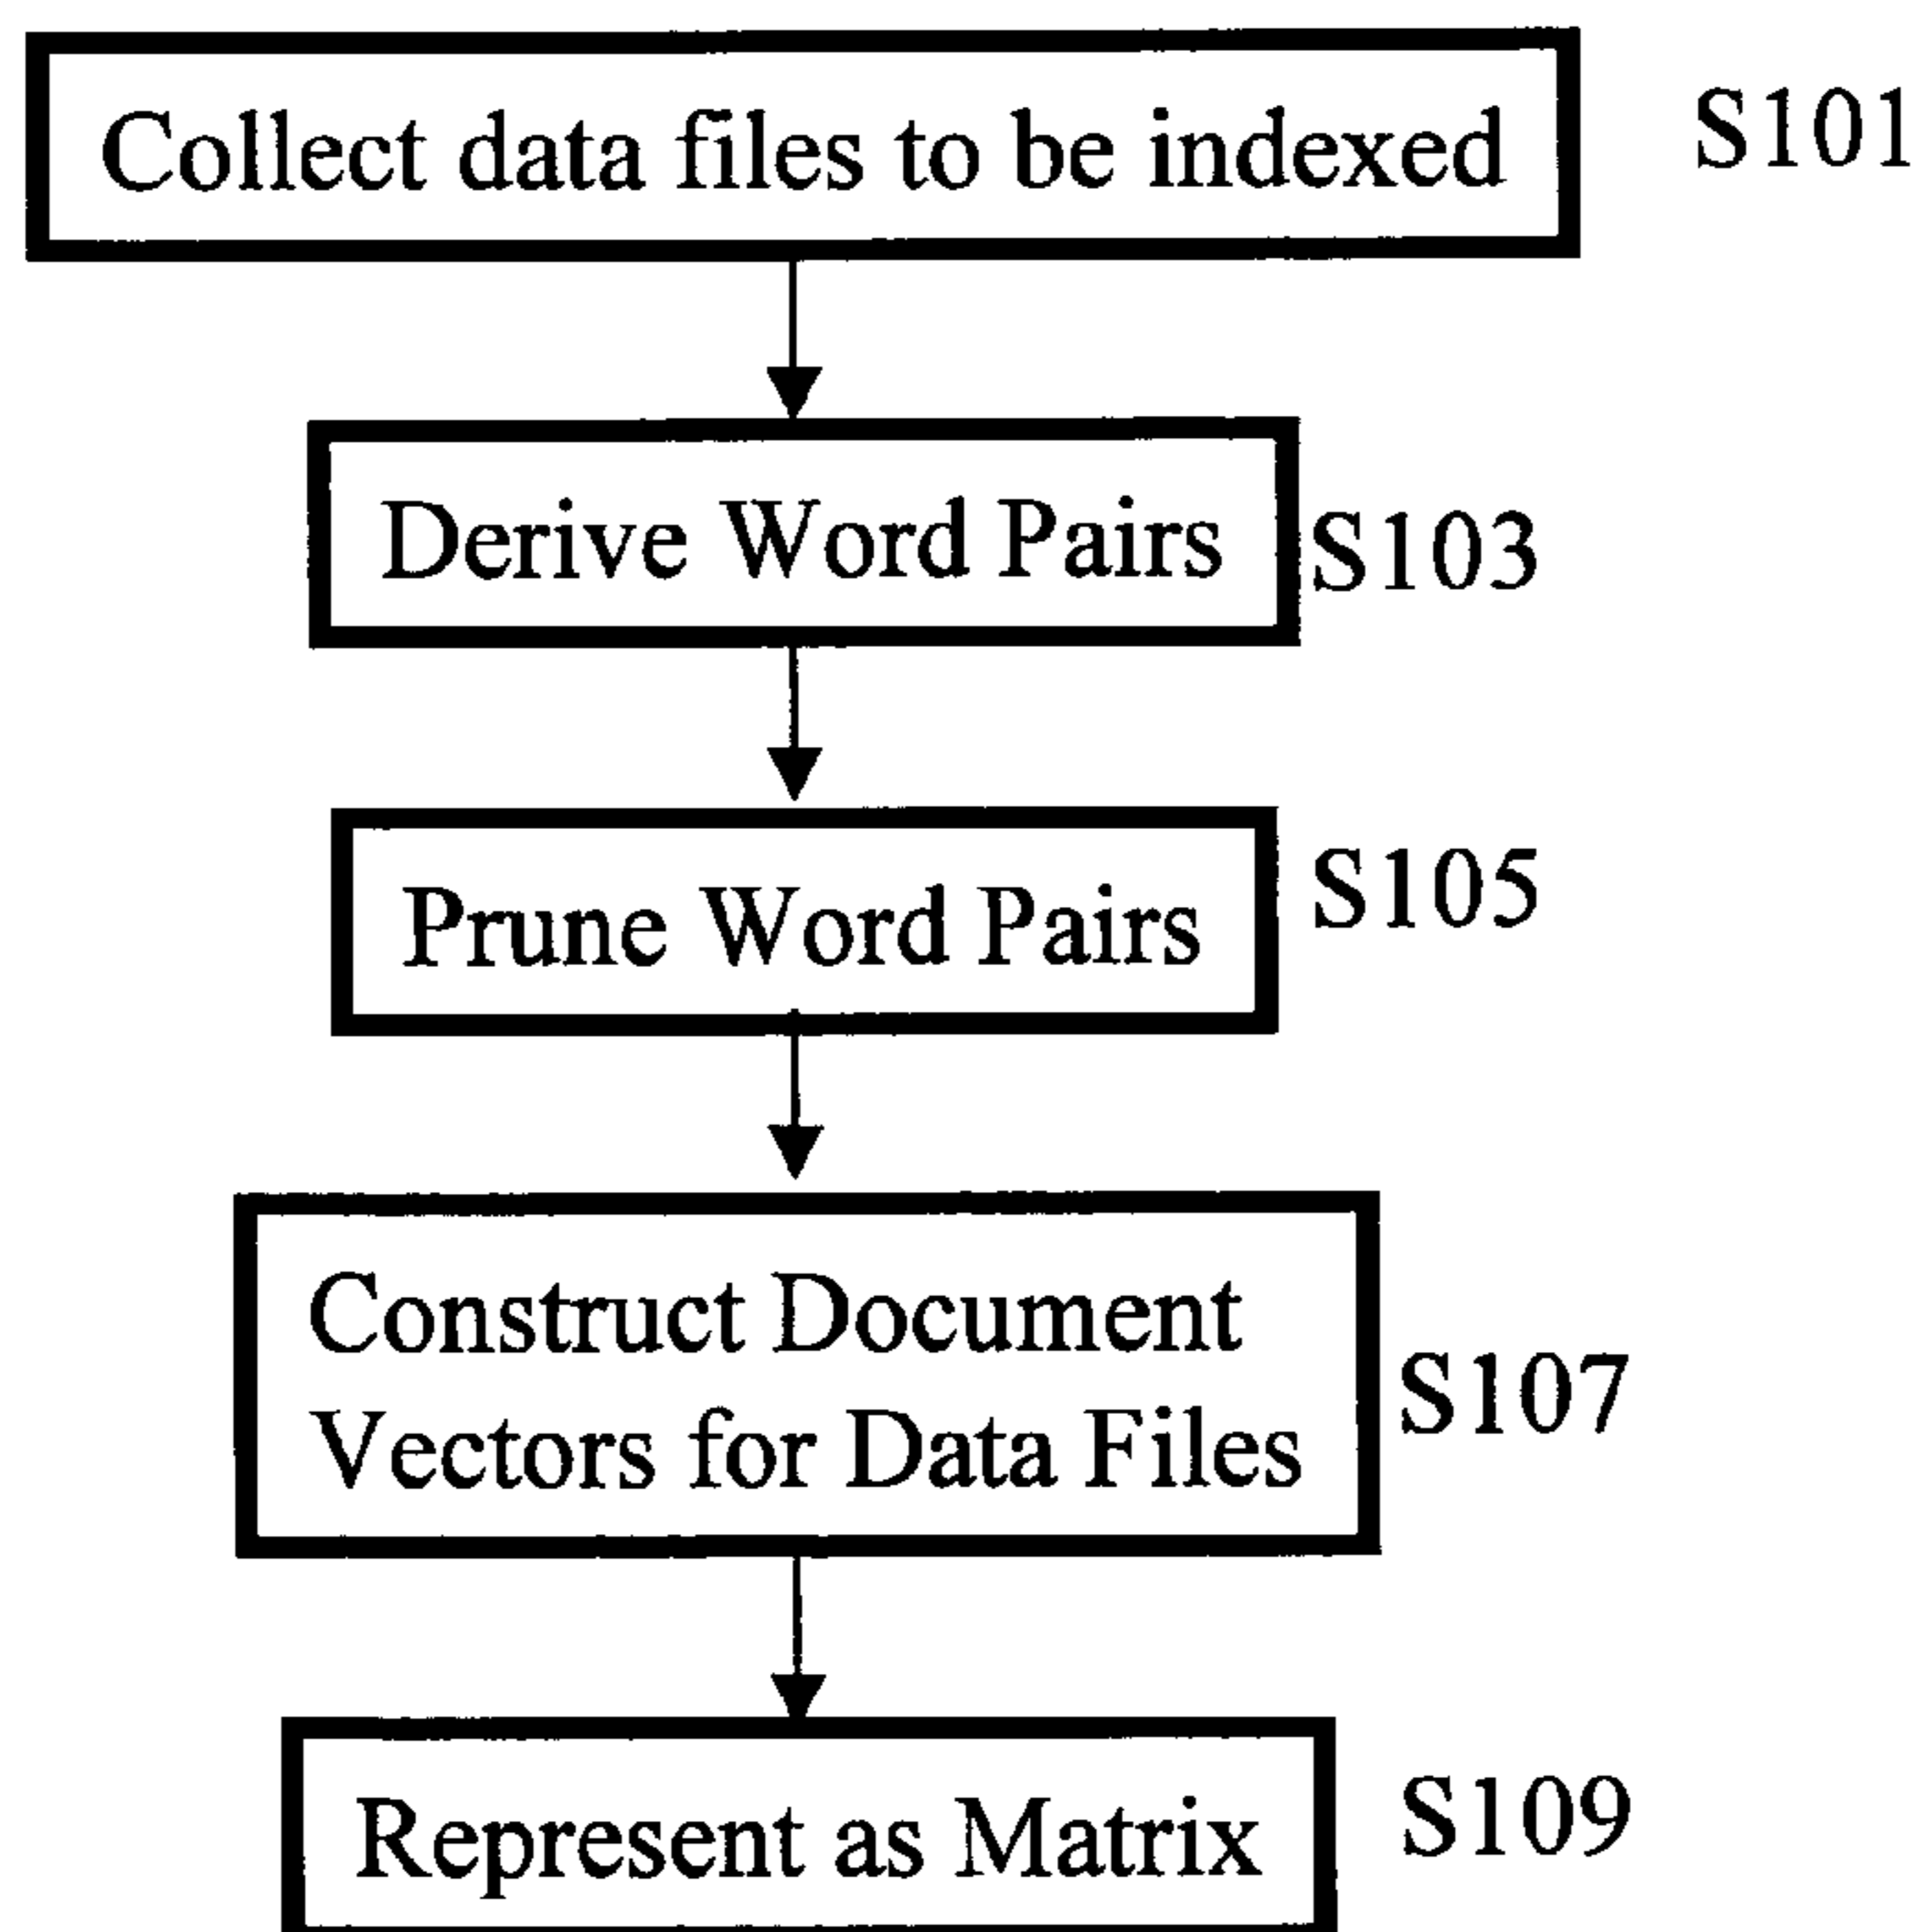 Collect data files to be indexed S101
Derive Word Pairs S103
Prune Word Pairs S105
Construct Document
Vectors for Data Files S107
Represent as Matrix S109